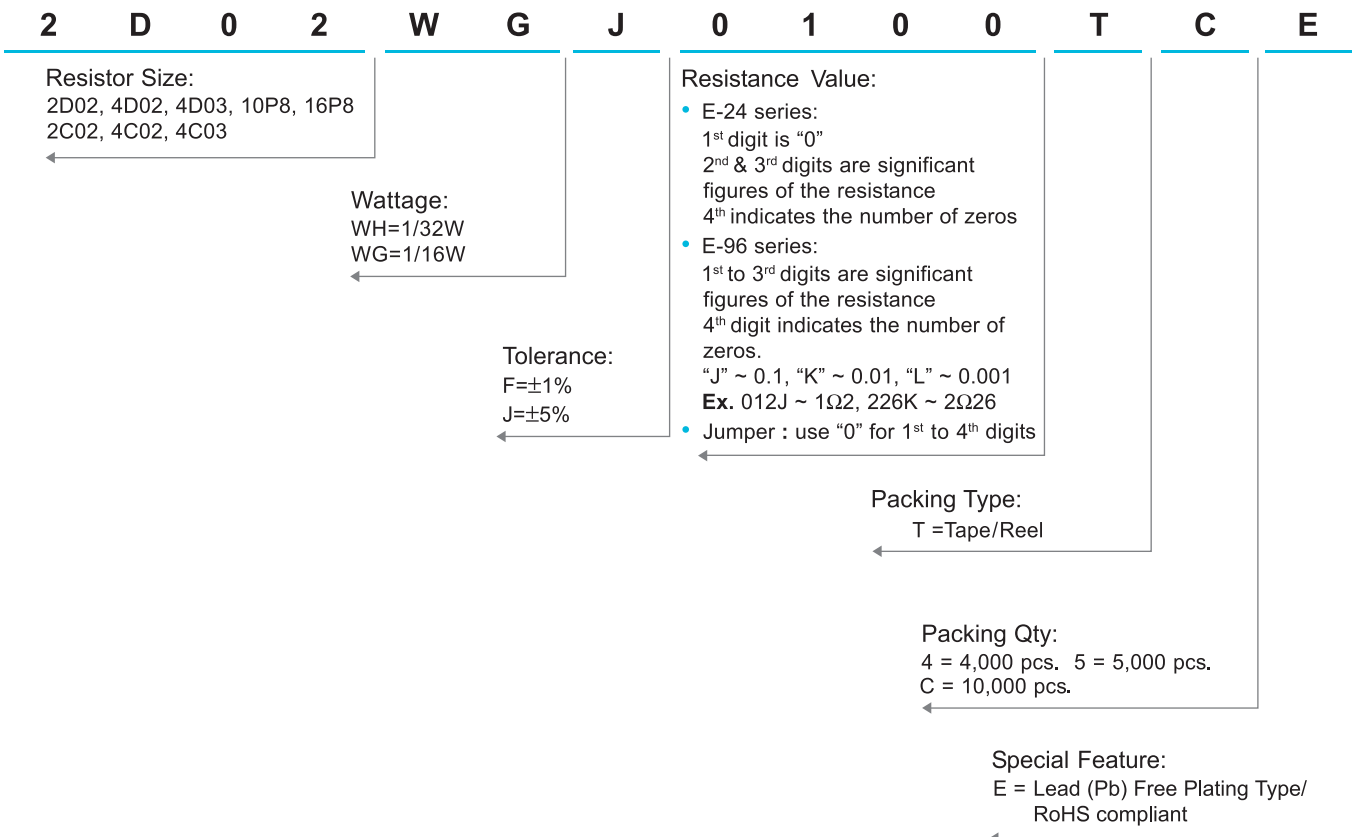 2 D 0 2 W G J 0 1 0 0 T C E
Resistor Size:
2D02, 4D02, 4D03, 10P8, 16P8
2C02, 4C02, 4C03
Wattage:
WH=1/32W
WG=1/16W
Tolerance:
F=±1%
J=±5%
Resistance Value:
• E-24 series:
1st digit is “0”
2nd & 3rd digits are significant
figures of the resistance
4th indicates the number of zeros
• E-96 series:
1st to 3rd digits are significant
figures of the resistance
4th digit indicates the number of
zeros.
“J” ~ 0.1, “K” ~ 0.01, “L” ~ 0.001
Ex. 012J ~ 1Ω2, 226K ~ 2Ω26
• Jumper : use “0” for 1st to 4th digits
Packing Type:
T =Tape/Reel
Packing Qty:
4 = 4,000 pcs. 5 = 5,000 pcs.
C = 10,000 pcs.
Special Feature:
E = Lead (Pb) Free Plating Type/
RoHS compliant